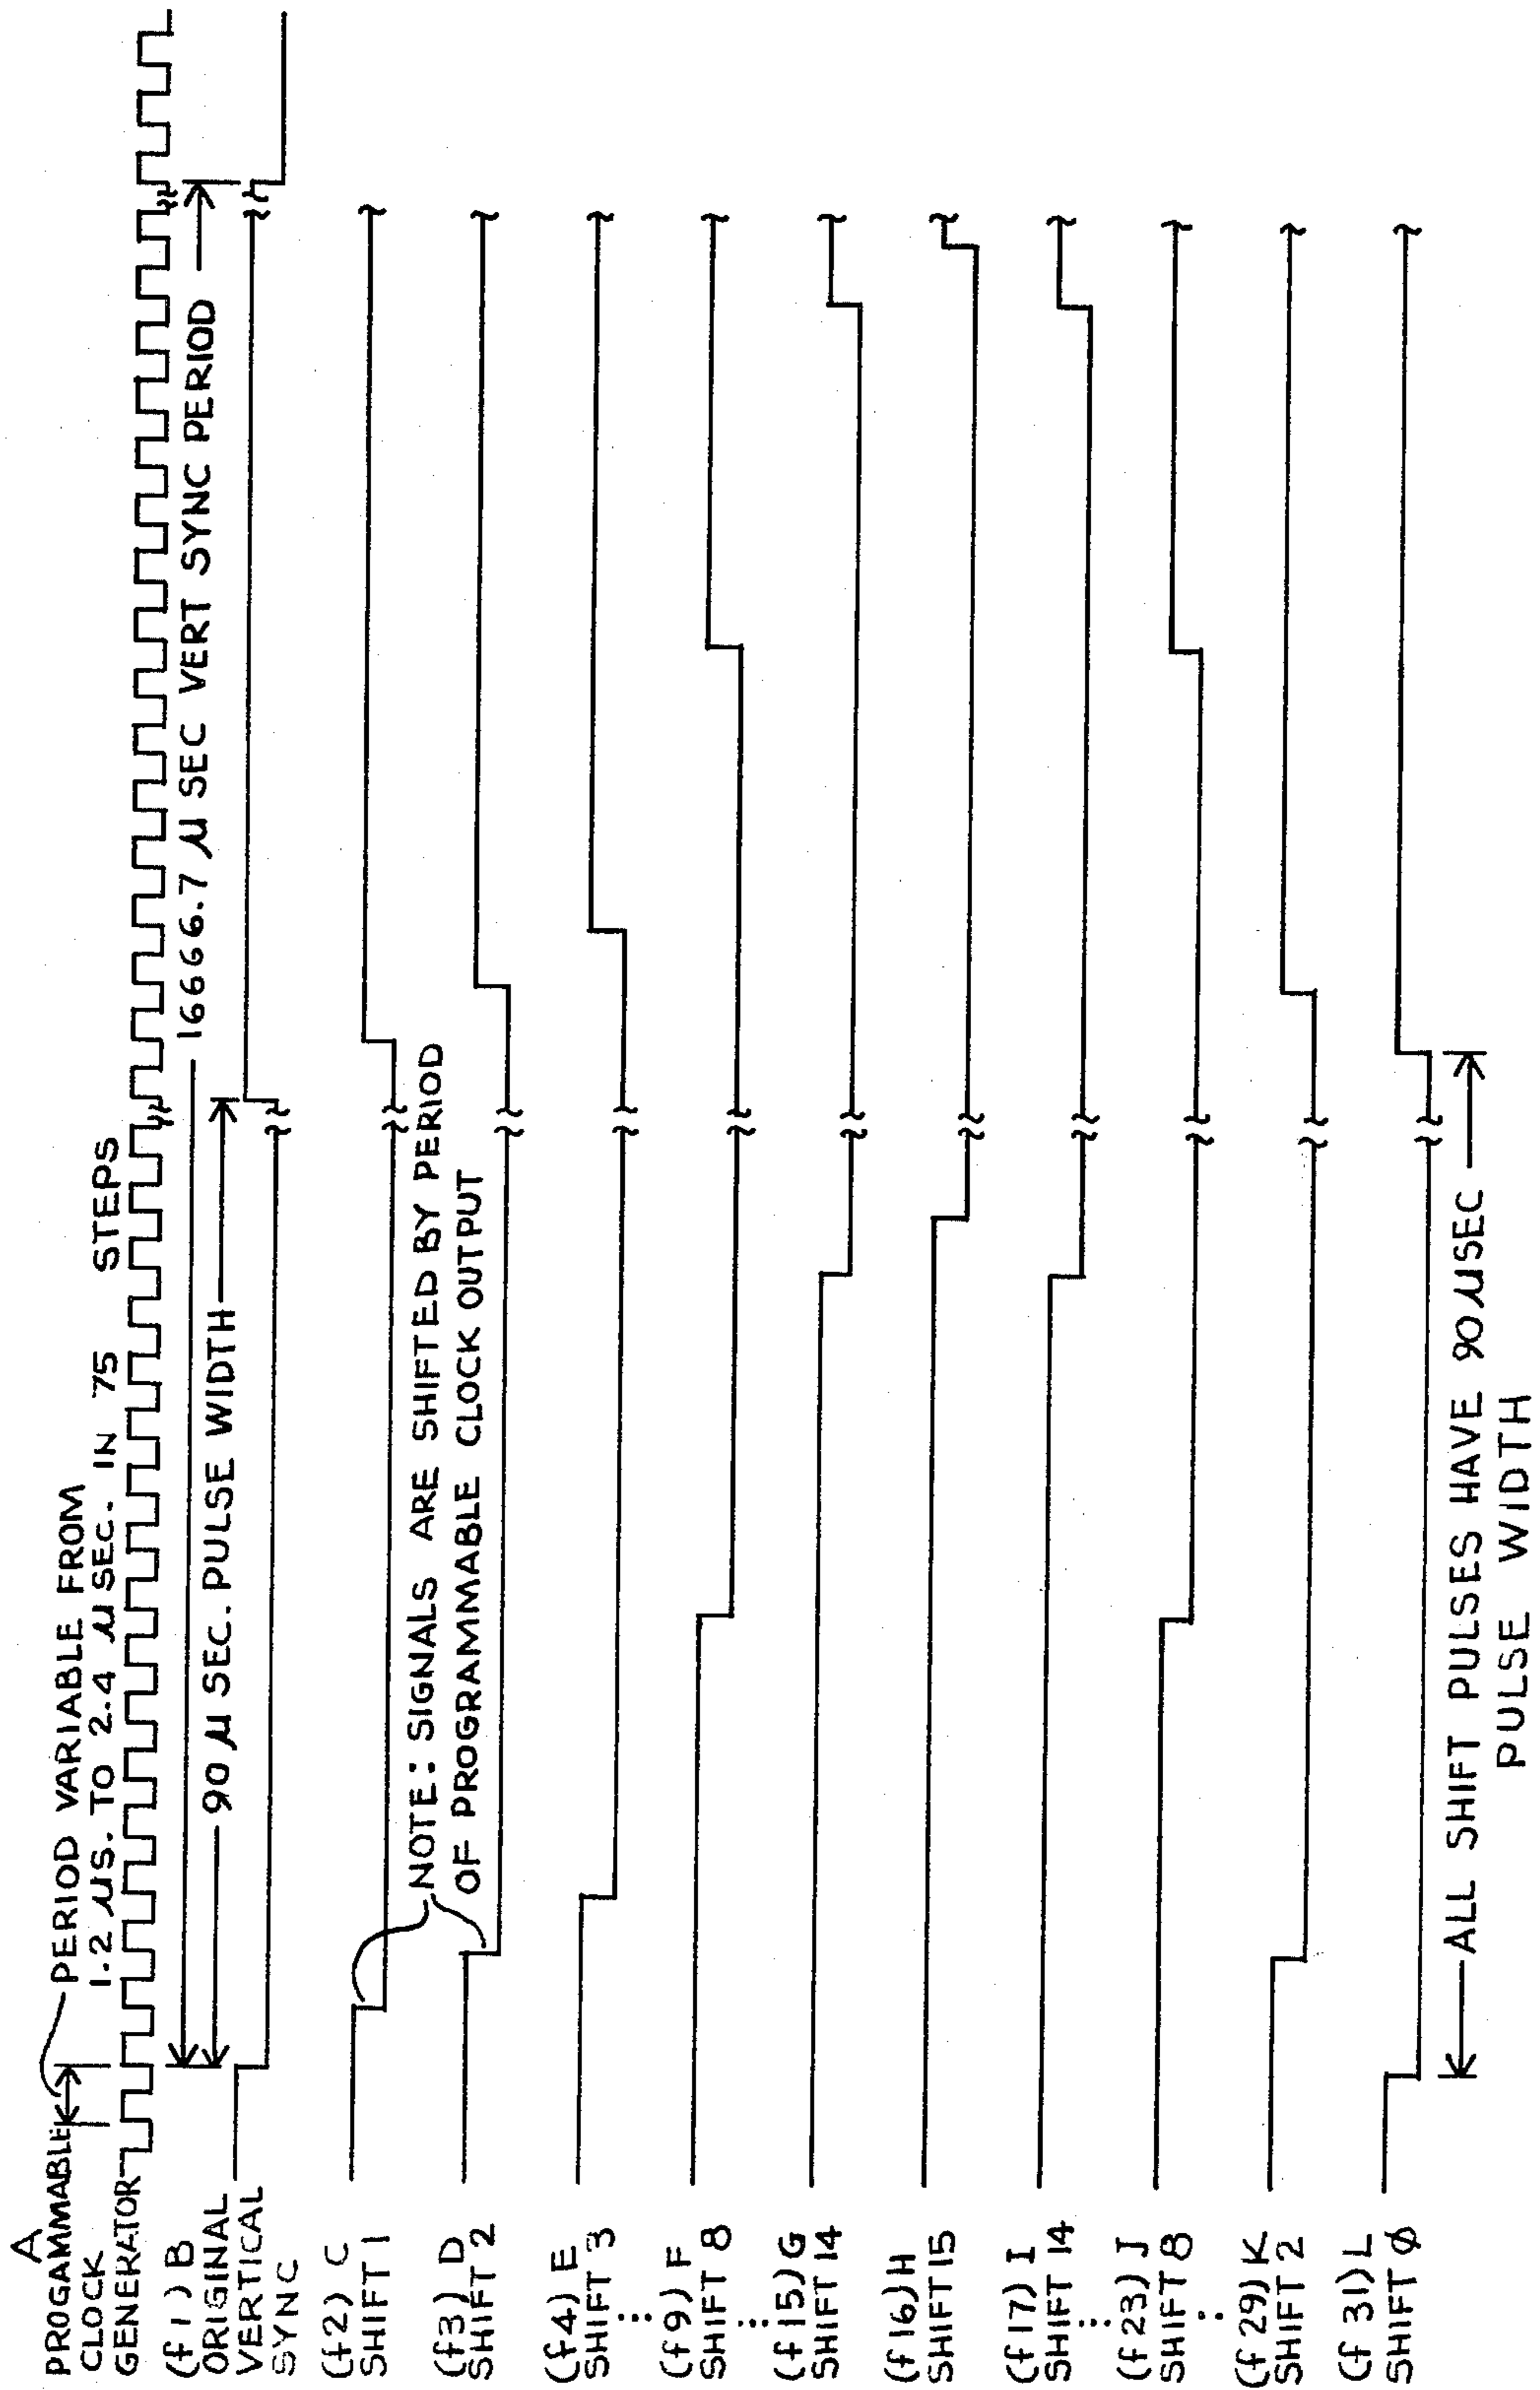 A
PROGAMMABLE
CLOCK
GENERATOR
PERIOD VARIABLE FROM
1.2 µS. TO 2.4 µ SEC. IN 75 STEPS
(f1) B
ORIGINAL
VERTICAL
SYNC
16666.7 µ SEC VERT SYNC PERIOD
90 µ SEC. PULSE WIDTH
(f2) C
SHIFT 1
NOTE: SIGNALS ARE SHIFTED BY PERIOD
OF PROGRAMMABLE CLOCK OUTPUT
(f3) D
SHIFT 2
(f4) E
SHIFT 3
(f9) F
SHIFT 8
(f15) G
SHIFT 14
(f16) H
SHIFT 15
(f17) I
SHIFT 14
(f23) J
SHIFT 8
(f29) K
SHIFT 2
(f31) L
SHIFT Ø
ALL SHIFT PULSES HAVE 90 µSEC
PULSE WIDTH